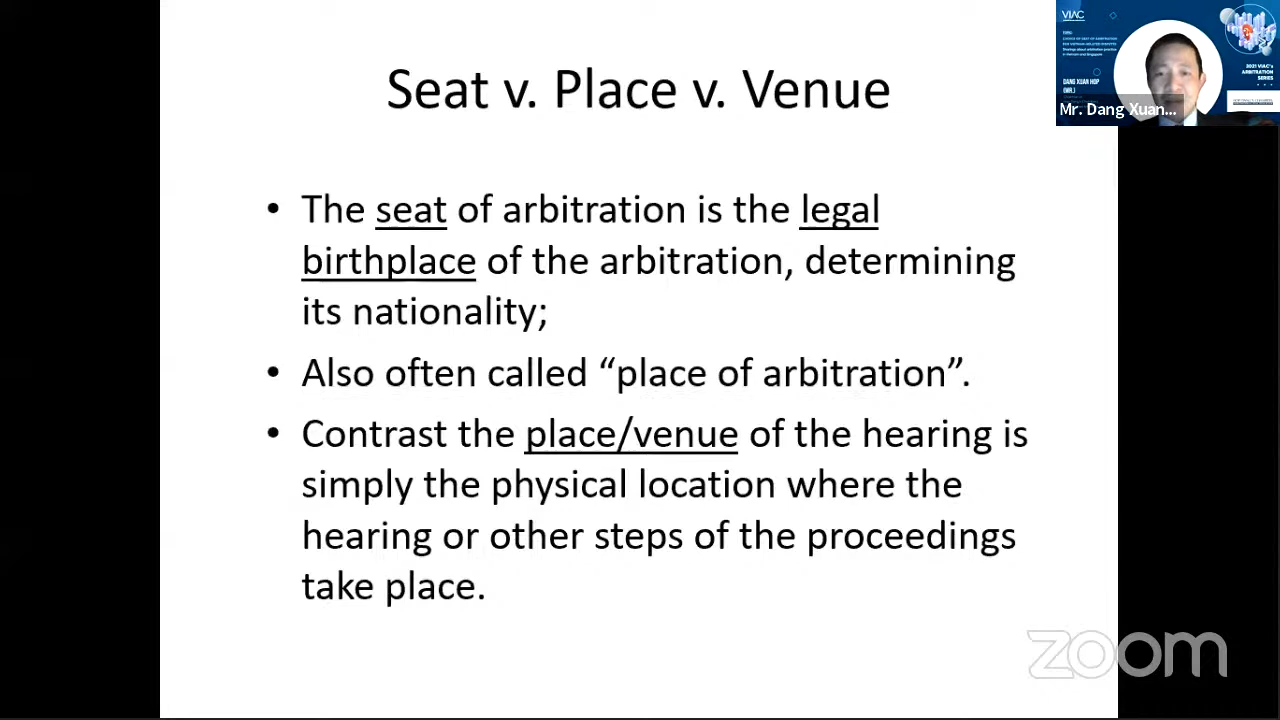 Seat v. Place v. Venue
• The seat of arbitration is the legal
birthplace of the arbitration, determining
its nationality;
• Also often called “place of arbitration”.
• Contrast the place/venue of the hearing is
simply the physical location where the
hearing or other steps of the proceedings
take place.
VIAC
DANG XUAN HOP
(MR.)
2021 VIAC's
ARBITRATION
SERIES
Mr. Dang Xuan...
zoom